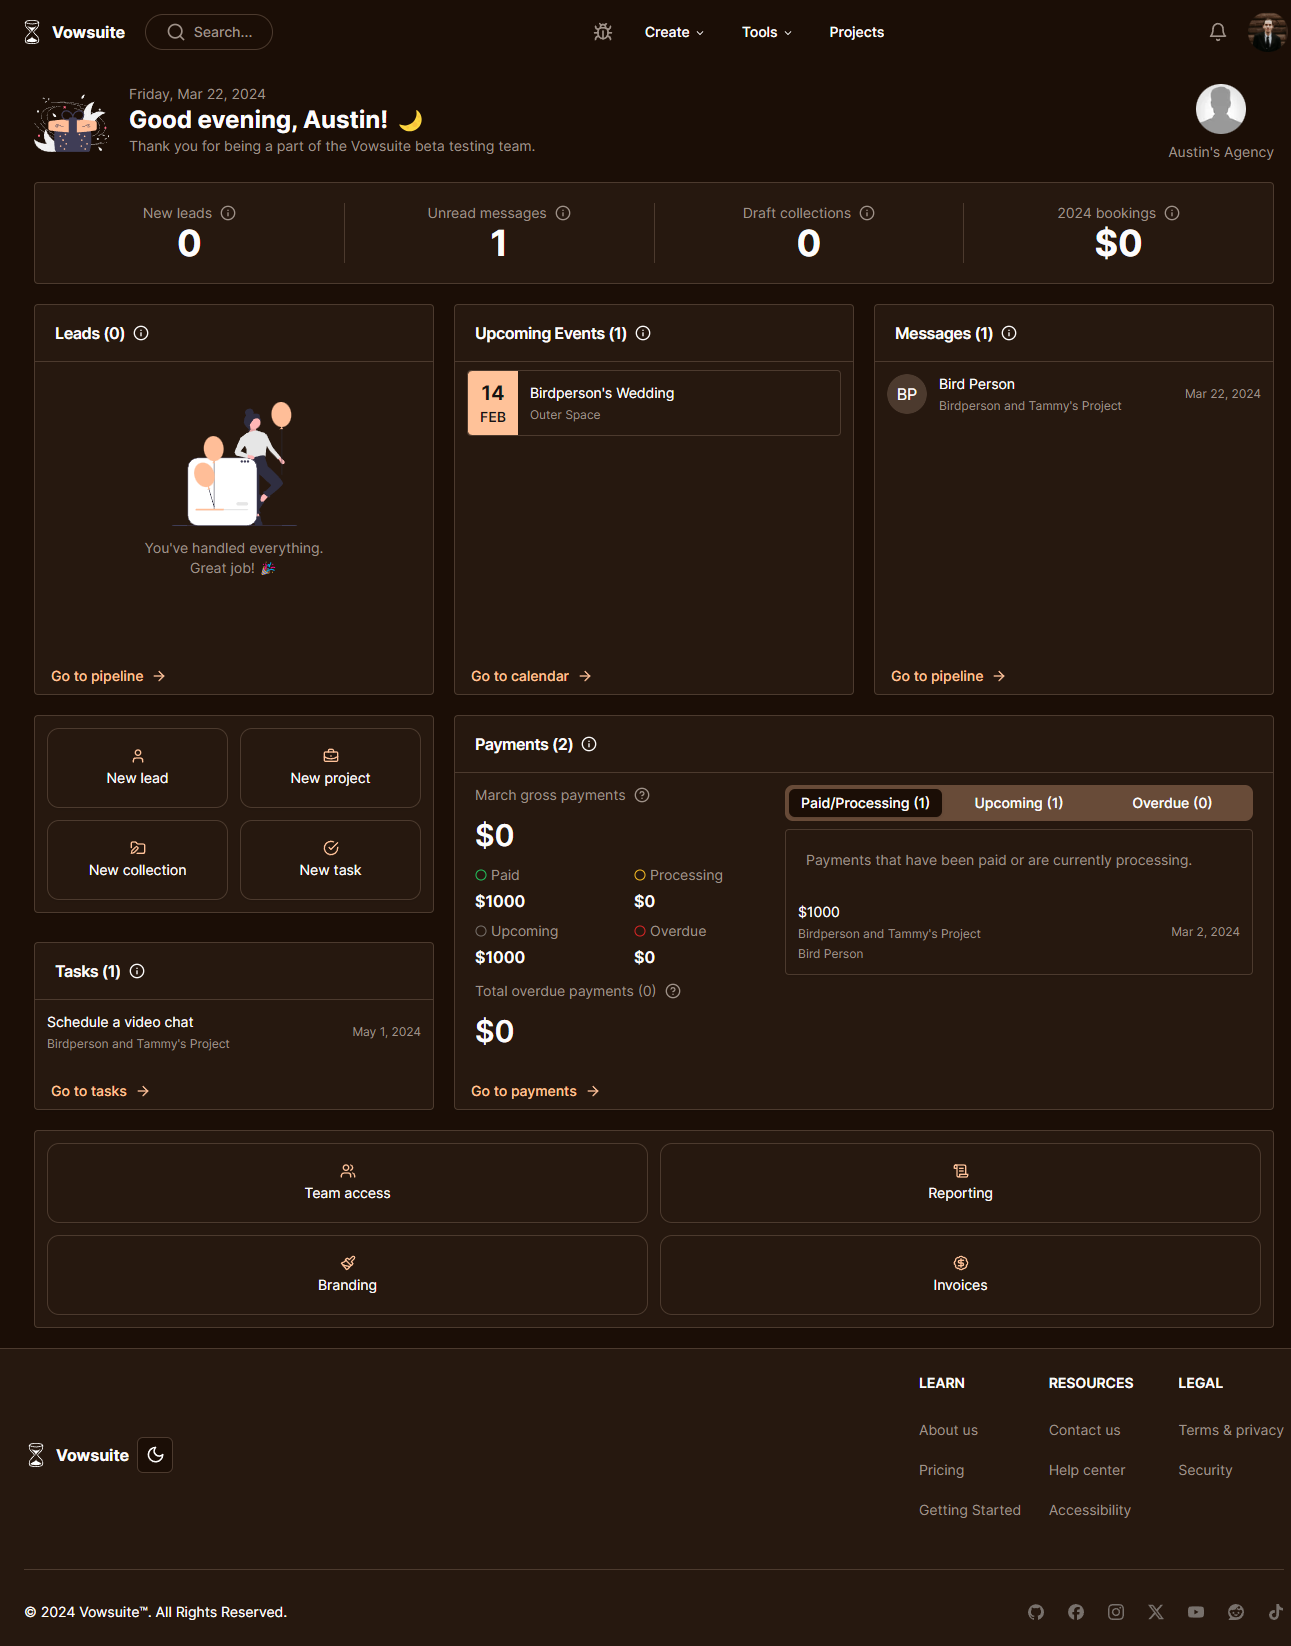 Vowsuite
Search...
Create
Tools
Projects
Friday, Mar 22, 2024
Good evening, Austin! 🌙
Thank you for being a part of the Vowsuite beta testing team.
Austin's Agency
New leads
0
Unread messages
1
Draft collections
0
2024 bookings
$0
Leads (0)
You've handled everything.
Great job! 🎉
Go to pipeline →
Upcoming Events (1)
14
FEB
Birdperson's Wedding
Outer Space
Go to calendar →
Messages (1)
BP
Bird Person
Birdperson and Tammy's Project
Mar 22, 2024
Go to pipeline →
New lead
New project
New collection
New task
Tasks (1)
Schedule a video chat
Birdperson and Tammy's Project
May 1, 2024
Go to tasks →
Payments (2)
March gross payments
$0
Paid
$1000
Processing
$0
Upcoming
$1000
Overdue
$0
Total overdue payments (0)
$0
Paid/Processing (1)
Upcoming (1)
Overdue (0)
Payments that have been paid or are currently processing.
$1000
Birdperson and Tammy's Project
Bird Person
Mar 2, 2024
Go to payments →
Team access
Reporting
Branding
Invoices
Vowsuite
LEARN
About us
Pricing
Getting Started
RESOURCES
Contact us
Help center
Accessibility
LEGAL
Terms & privacy
Security
© 2024 Vowsuite™. All Rights Reserved.